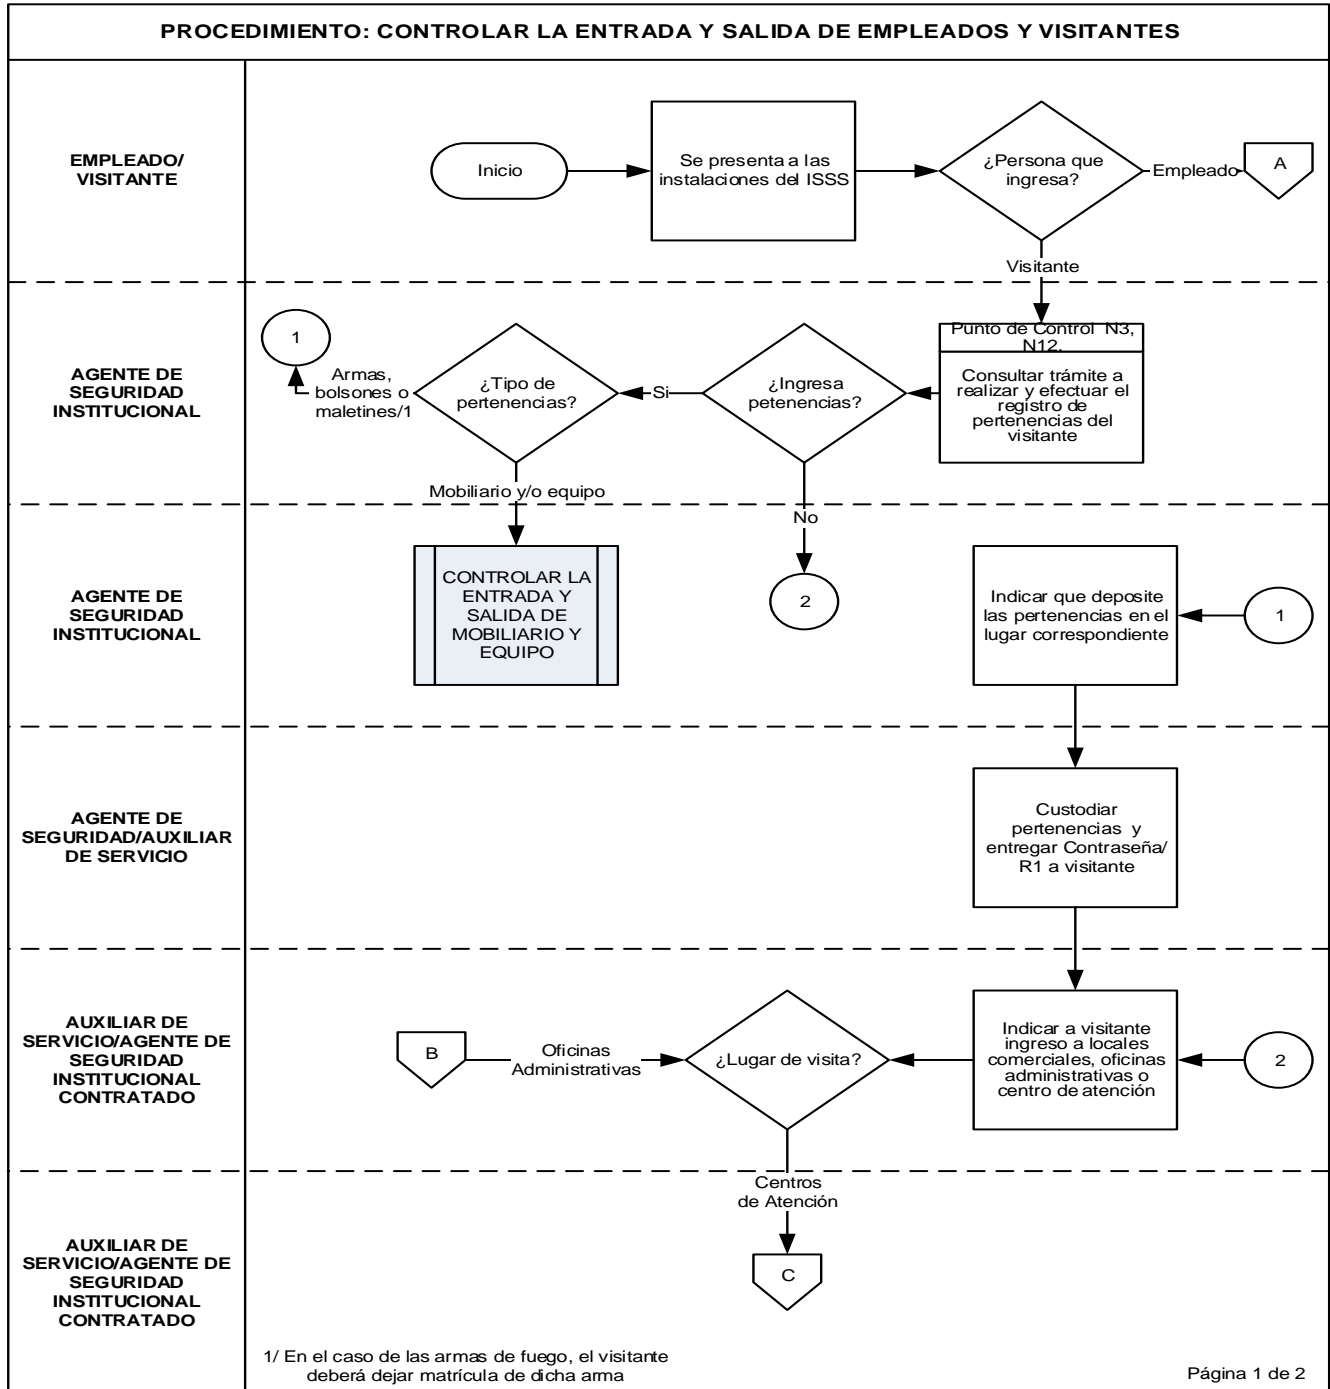 PROCEDIMIENTO: CONTROLAR LA ENTRADA Y SALIDA DE EMPLEADOS Y VISITANTES
EMPLEADO/
VISITANTE
Inicio
Se presenta a las
instalaciones del ISSS
¿Persona que
ingresa?
Empleado
A
Visitante
AGENTE DE
SEGURIDAD
INSTITUCIONAL
1
Armas,
bolsones o
maletines/1
¿Tipo de
pertenencias?
Si
¿Ingresa
petenencias?
Punto de Control N3,
N12.
Consultar trámite a
realizar y efectuar el
registro de
pertenencias del
visitante
Mobiliario y/o equipo
No
AGENTE DE
SEGURIDAD
INSTITUCIONAL
CONTROLAR LA
ENTRADA Y
SALIDA DE
MOBILIARIO Y
EQUIPO
2
Indicar que deposite
las pertenencias en el
lugar correspondiente
1
AGENTE DE
SEGURIDAD/AUXILIAR
DE SERVICIO
Custodiar
pertenencias y
entregar Contraseña/
R1 a visitante
AUXILIAR DE
SERVICIO/AGENTE DE
SEGURIDAD
INSTITUCIONAL
CONTRATADO
B
Oficinas
Administrativas
¿Lugar de visita?
Indicar a visitante
ingreso a locales
comerciales, oficinas
administrativas o
centro de atención
2
Centros
de Atención
AUXILIAR DE
SERVICIO/AGENTE DE
SEGURIDAD
INSTITUCIONAL
CONTRATADO
C
1/ En el caso de las armas de fuego, el visitante
deberá dejar matrícula de dicha arma
Página 1 de 2